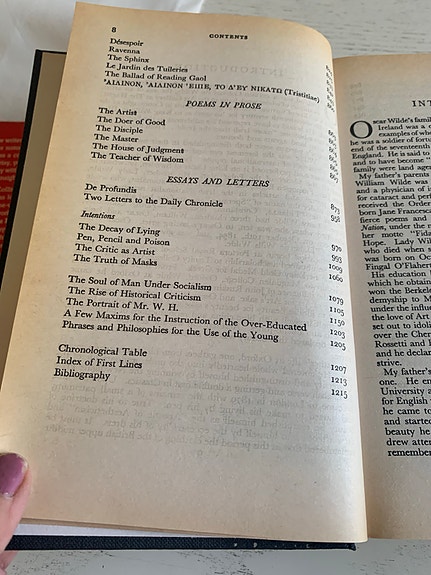 8 CONTENTS
Désespoir
Ravenna
The Sphinx
Le Jardin des Tuileries
The Ballad of Reading Gaol
ΑΙΛΙΝΟΝ, ΑΙΛΙΝΟΝ ΕΙΠΕ, ΤΟ Δ'ΕΥ ΝΙΚΑΤΩ (Tristitiae)
POEMS IN PROSE
The Artist
The Doer of Good
The Disciple
The Master
The House of Judgment
The Teacher of Wisdom 867
ESSAYS AND LETTERS
De Profundis 873
Two Letters to the Daily Chronicle 958
Intentions
The Decay of Lying 970
Pen, Pencil and Poison 993
The Critic as Artist 1009
The Truth of Masks 1060
The Soul of Man Under Socialism 1079
The Rise of Historical Criticism 1105
The Portrait of Mr. W. H. 1150
A Few Maxims for the Instruction of the Over-Educated 1203
Phrases and Philosophies for the Use of the Young 1205
Chronological Table 1207
Index of First Lines 1213
Bibliography 1215
INT
Oscar Wilde's fami
Ireland was a
examples of wh
he was a soldier of for
end of the seventeenth
England. He is said to
and to have become "
family were land agen
My father's parents
William Wilde was
for cataract and perf
received the Order
born Jane Francesc
fierce poems and
Nation, under the
her motto "Fida
Hope. Lady Wil
who died when s
was born on Oc
Fingal O'Flahert
His education
which he obtain
won the Berkele
demyship to M
under the influ
the love of Art
set out to idoli
over the Cher
Rossetti and
and he decla
strive.
My father's
one. He en
University a
for English
he came to
and started
beauty he
drew atten
remember